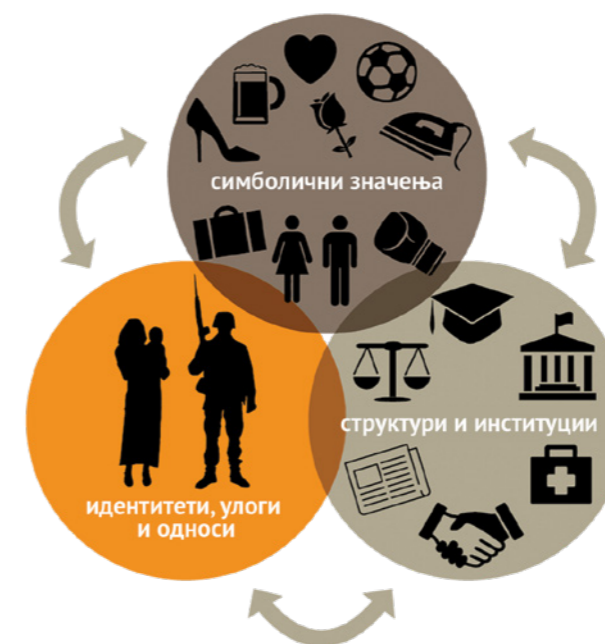 симболични значења
структури и институции
идентитети, улоги
и односи